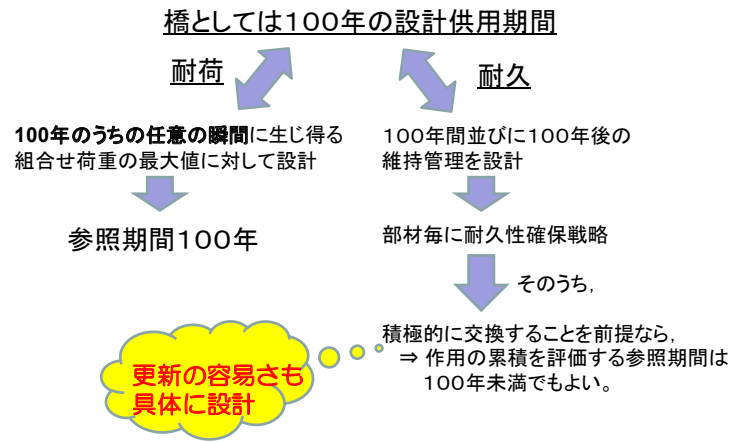 橋としては１００年の設計供用期間
耐荷
耐久
100年のうちの任意の瞬間に生じ得る
組合せ荷重の最大値に対して設計
参照期間１００年
１００年間並びに１００年後の
維持管理を設計
部材毎に耐久性確保戦略
そのうち，
積極的に交換することを前提なら，
⇒ 作用の累積を評価する参照期間は
１００年未満でもよい。
更新の容易さも
具体に設計